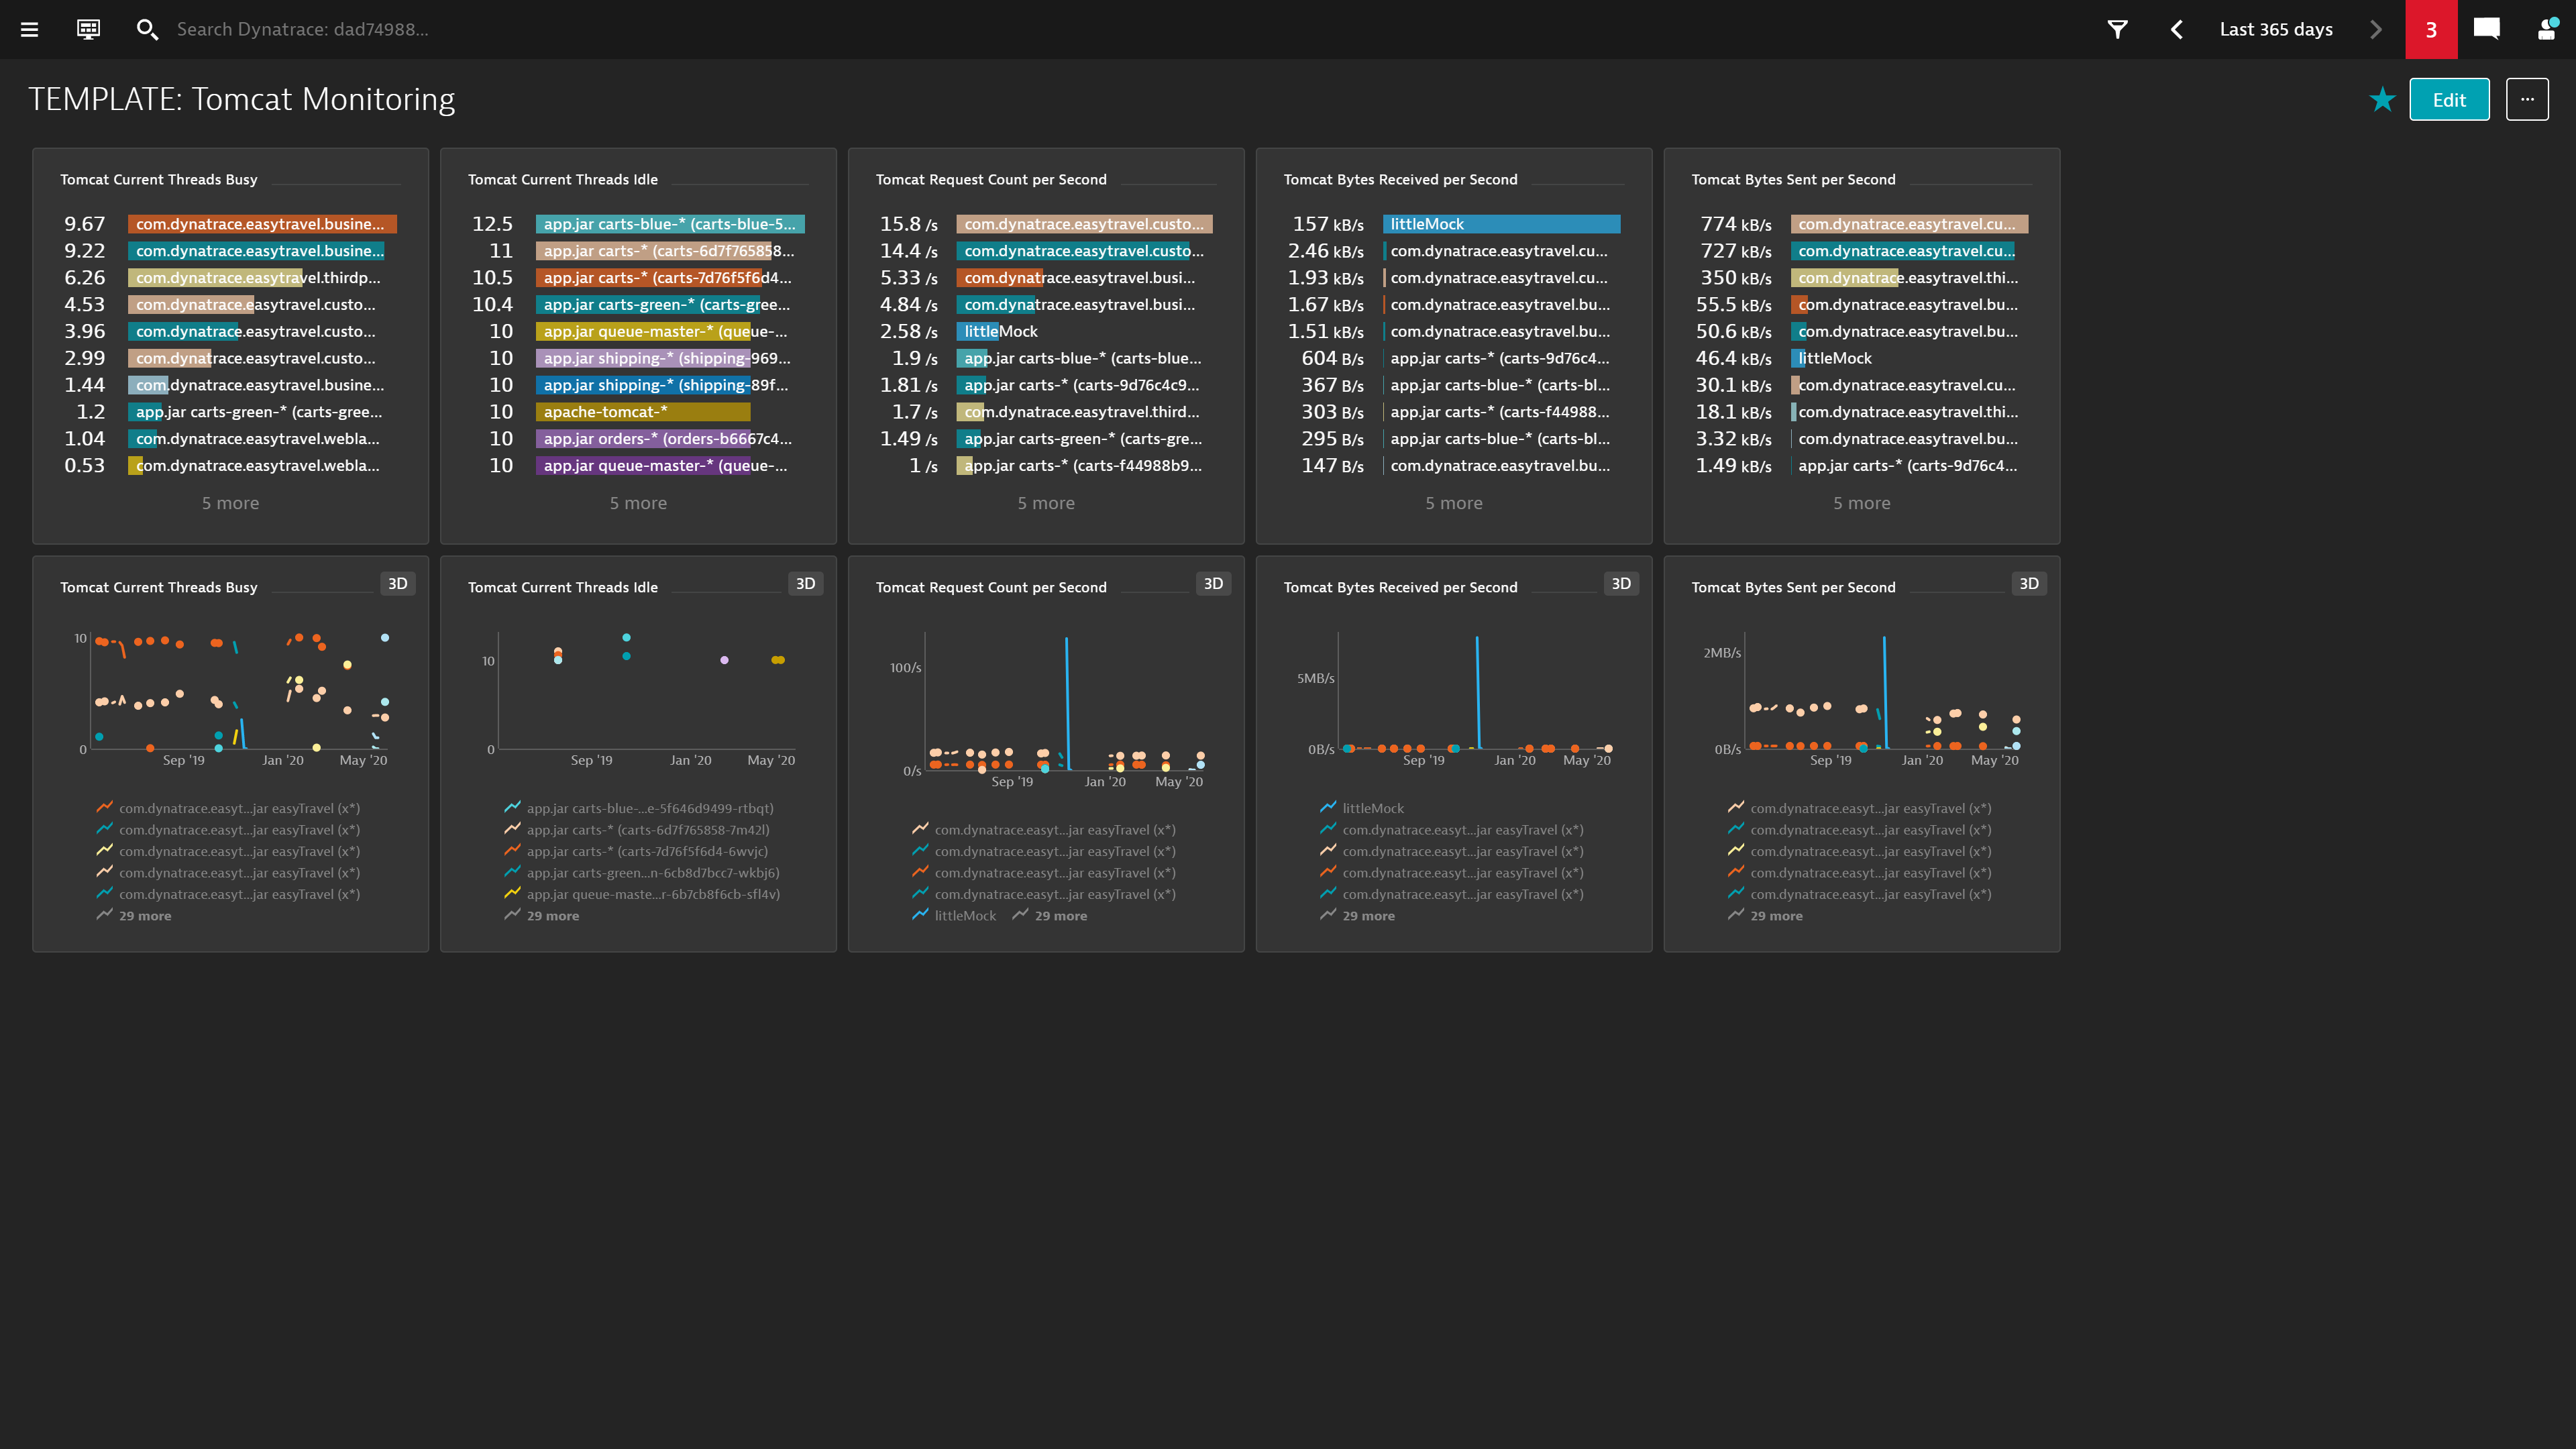 Search Dynatrace: dad74988...
Last 365 days
3
TEMPLATE: Tomcat Monitoring
Edit
...
Tomcat Current Threads Busy
9.67 com.dynatrace.easytravel.busine...
9.22 com.dynatrace.easytravel.busine...
6.26 com.dynatrace.easytravel.thirdp...
4.53 com.dynatrace.easytravel.custo...
3.96 com.dynatrace.easytravel.custo...
2.99 com.dynatrace.easytravel.custo...
1.44 com.dynatrace.easytravel.busine...
1.2 app.jar carts-green-* (carts-gree...
1.04 com.dynatrace.easytravel.webla...
0.53 com.dynatrace.easytravel.webla...
5 more
Tomcat Current Threads Idle
12.5 app.jar carts-blue-* (carts-blue-5...
11 app.jar carts-* (carts-6d7f765858...
10.5 app.jar carts-* (carts-7d76f5f6d4...
10.4 app.jar carts-green-* (carts-gree...
10 app.jar queue-master-* (queue-...
10 app.jar shipping-* (shipping-969...
10 app.jar shipping-* (shipping-89f...
10 apache-tomcat-*
10 app.jar orders-* (orders-b6667c4...
10 app.jar queue-master-* (queue-...
5 more
Tomcat Request Count per Second
15.8 /s com.dynatrace.easytravel.custo...
14.4 /s com.dynatrace.easytravel.custo...
5.33 /s com.dynatrace.easytravel.busi...
4.84 /s com.dynatrace.easytravel.busi...
2.58 /s littleMock
1.9 /s app.jar carts-blue-* (carts-blue...
1.81 /s app.jar carts-* (carts-9d76c4c9...
1.7 /s com.dynatrace.easytravel.third...
1.49 /s app.jar carts-green-* (carts-gre...
1 /s app.jar carts-* (carts-f44988b9...
5 more
Tomcat Bytes Received per Second
157 kB/s littleMock
2.46 kB/s com.dynatrace.easytravel.cu...
1.93 kB/s com.dynatrace.easytravel.cu...
1.67 kB/s com.dynatrace.easytravel.bu...
1.51 kB/s com.dynatrace.easytravel.bu...
604 B/s app.jar carts-* (carts-9d76c4...
367 B/s app.jar carts-blue-* (carts-bl...
303 B/s app.jar carts-* (carts-f44988...
295 B/s app.jar carts-blue-* (carts-bl...
147 B/s com.dynatrace.easytravel.bu...
5 more
Tomcat Bytes Sent per Second
774 kB/s com.dynatrace.easytravel.cu...
727 kB/s com.dynatrace.easytravel.cu...
350 kB/s com.dynatrace.easytravel.thi...
55.5 kB/s com.dynatrace.easytravel.bu...
50.6 kB/s com.dynatrace.easytravel.bu...
46.4 kB/s littleMock
30.1 kB/s com.dynatrace.easytravel.cu...
18.1 kB/s com.dynatrace.easytravel.thi...
3.32 kB/s com.dynatrace.easytravel.bu...
1.49 kB/s app.jar carts-* (carts-9d76c4...
5 more
Tomcat Current Threads Busy 3D
10
0
Sep '19 Jan '20 May '20
com.dynatrace.easyt...jar easyTravel (x*)
com.dynatrace.easyt...jar easyTravel (x*)
com.dynatrace.easyt...jar easyTravel (x*)
com.dynatrace.easyt...jar easyTravel (x*)
com.dynatrace.easyt...jar easyTravel (x*)
29 more
Tomcat Current Threads Idle 3D
10
0
Sep '19 Jan '20 May '20
app.jar carts-blue-...e-5f646d9499-rtbqt)
app.jar carts-* (carts-6d7f765858-7m42l)
app.jar carts-* (carts-7d76f5f6d4-6wvjc)
app.jar carts-green...n-6cb8d7bcc7-wkbj6)
app.jar queue-maste...r-6b7cb8f6cb-sfl4v)
29 more
Tomcat Request Count per Second 3D
100/s
0/s
Sep '19 Jan '20 May '20
com.dynatrace.easyt...jar easyTravel (x*)
com.dynatrace.easyt...jar easyTravel (x*)
com.dynatrace.easyt...jar easyTravel (x*)
com.dynatrace.easyt...jar easyTravel (x*)
littleMock 29 more
Tomcat Bytes Received per Second 3D
5MB/s
0B/s
Sep '19 Jan '20 May '20
littleMock
com.dynatrace.easyt...jar easyTravel (x*)
com.dynatrace.easyt...jar easyTravel (x*)
com.dynatrace.easyt...jar easyTravel (x*)
com.dynatrace.easyt...jar easyTravel (x*)
29 more
Tomcat Bytes Sent per Second 3D
2MB/s
0B/s
Sep '19 Jan '20 May '20
com.dynatrace.easyt...jar easyTravel (x*)
com.dynatrace.easyt...jar easyTravel (x*)
com.dynatrace.easyt...jar easyTravel (x*)
com.dynatrace.easyt...jar easyTravel (x*)
com.dynatrace.easyt...jar easyTravel (x*)
29 more